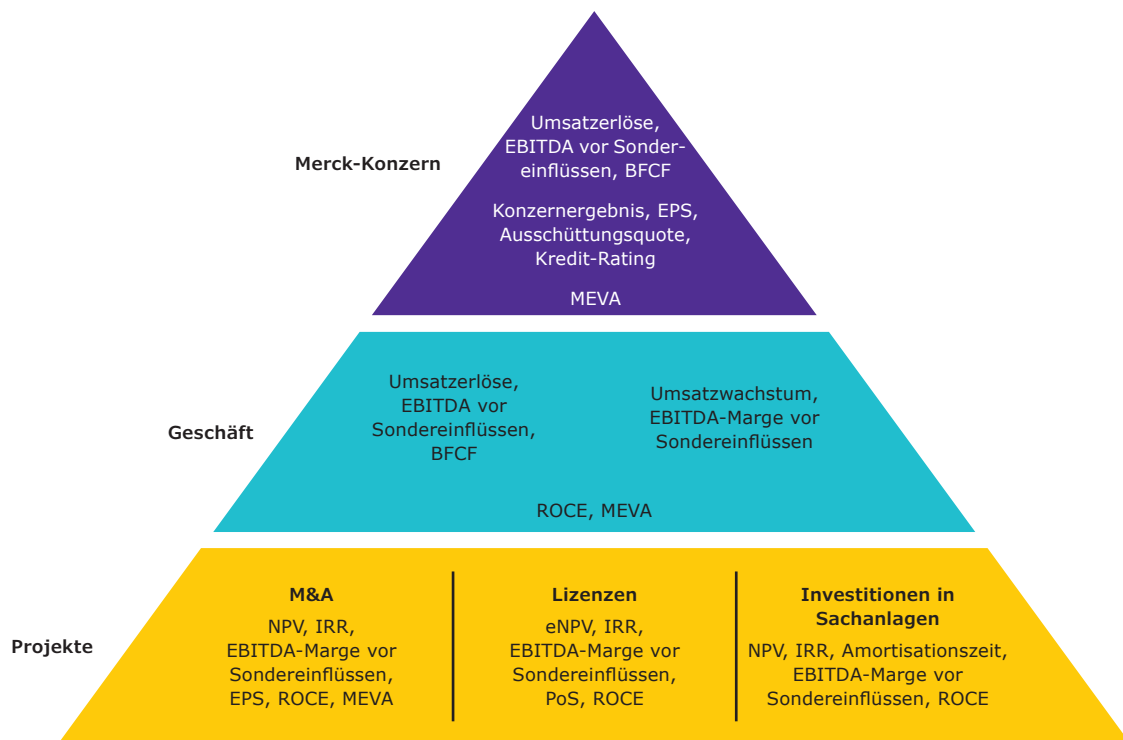 Merck-Konzern
Umsatzerlöse,
EBITDA vor Sonder-
einflüssen, BFCF
Konzernergebnis, EPS,
Ausschüttungsquote,
Kredit-Rating
MEVA
Geschäft
Umsatzerlöse,
EBITDA vor
Sondereinflüssen,
BFCF
Umsatzwachstum,
EBITDA-Marge vor
Sondereinflüssen
ROCE, MEVA
Projekte
M&A
NPV, IRR,
EBITDA-Marge vor
Sondereinflüssen,
EPS, ROCE, MEVA
Lizenzen
eNPV, IRR,
EBITDA-Marge vor
Sondereinflüssen,
PoS, ROCE
Investitionen in
Sachanlagen
NPV, IRR, Amortisationszeit,
EBITDA-Marge vor
Sondereinflüssen, ROCE